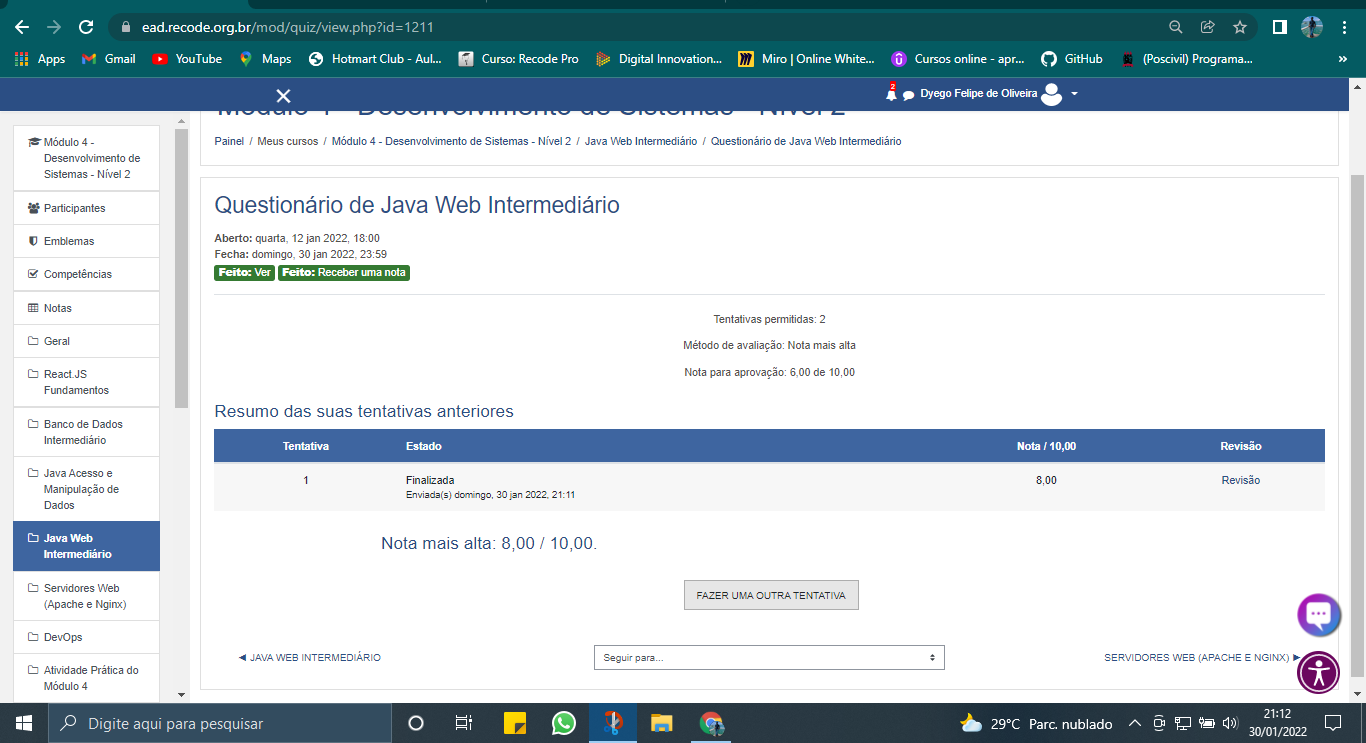 ead.recode.org.br/mod/quiz/view.php?id=1211
Apps
Gmail
YouTube
Maps
Hotmart Club - Aul...
Curso: Recode Pro
Digital Innovation...
Miro | Online White...
Cursos online - apr...
GitHub
(Poscivil) Programa...
»
2
Dyego Felipe de Oliveira
Módulo 4 - Desenvolvimento de Sistemas - Nível 2
Painel / Meus cursos / Módulo 4 - Desenvolvimento de Sistemas - Nível 2 / Java Web Intermediário / Questionário de Java Web Intermediário
Módulo 4 -
Desenvolvimento de
Sistemas - Nível 2
Participantes
Emblemas
Competências
Notas
Geral
React.JS
Fundamentos
Banco de Dados
Intermediário
Java Acesso e
Manipulação de
Dados
Java Web
Intermediário
Servidores Web
(Apache e Nginx)
DevOps
Atividade Prática do
Módulo 4
Questionário de Java Web Intermediário
Aberto: quarta, 12 jan 2022, 18:00
Fecha: domingo, 30 jan 2022, 23:59
Feito: Ver Feito: Receber uma nota
Tentativas permitidas: 2
Método de avaliação: Nota mais alta
Nota para aprovação: 6,00 de 10,00
Resumo das suas tentativas anteriores
Tentativa Estado Nota / 10,00 Revisão
1 Finalizada 8,00 Revisão
Enviada(s) domingo, 30 jan 2022, 21:11
Nota mais alta: 8,00 / 10,00.
FAZER UMA OUTRA TENTATIVA
◄ JAVA WEB INTERMEDIÁRIO
Seguir para...
SERVIDORES WEB (APACHE E NGINX) ►
Digite aqui para pesquisar
29°C Parc. nublado
21:12
30/01/2022